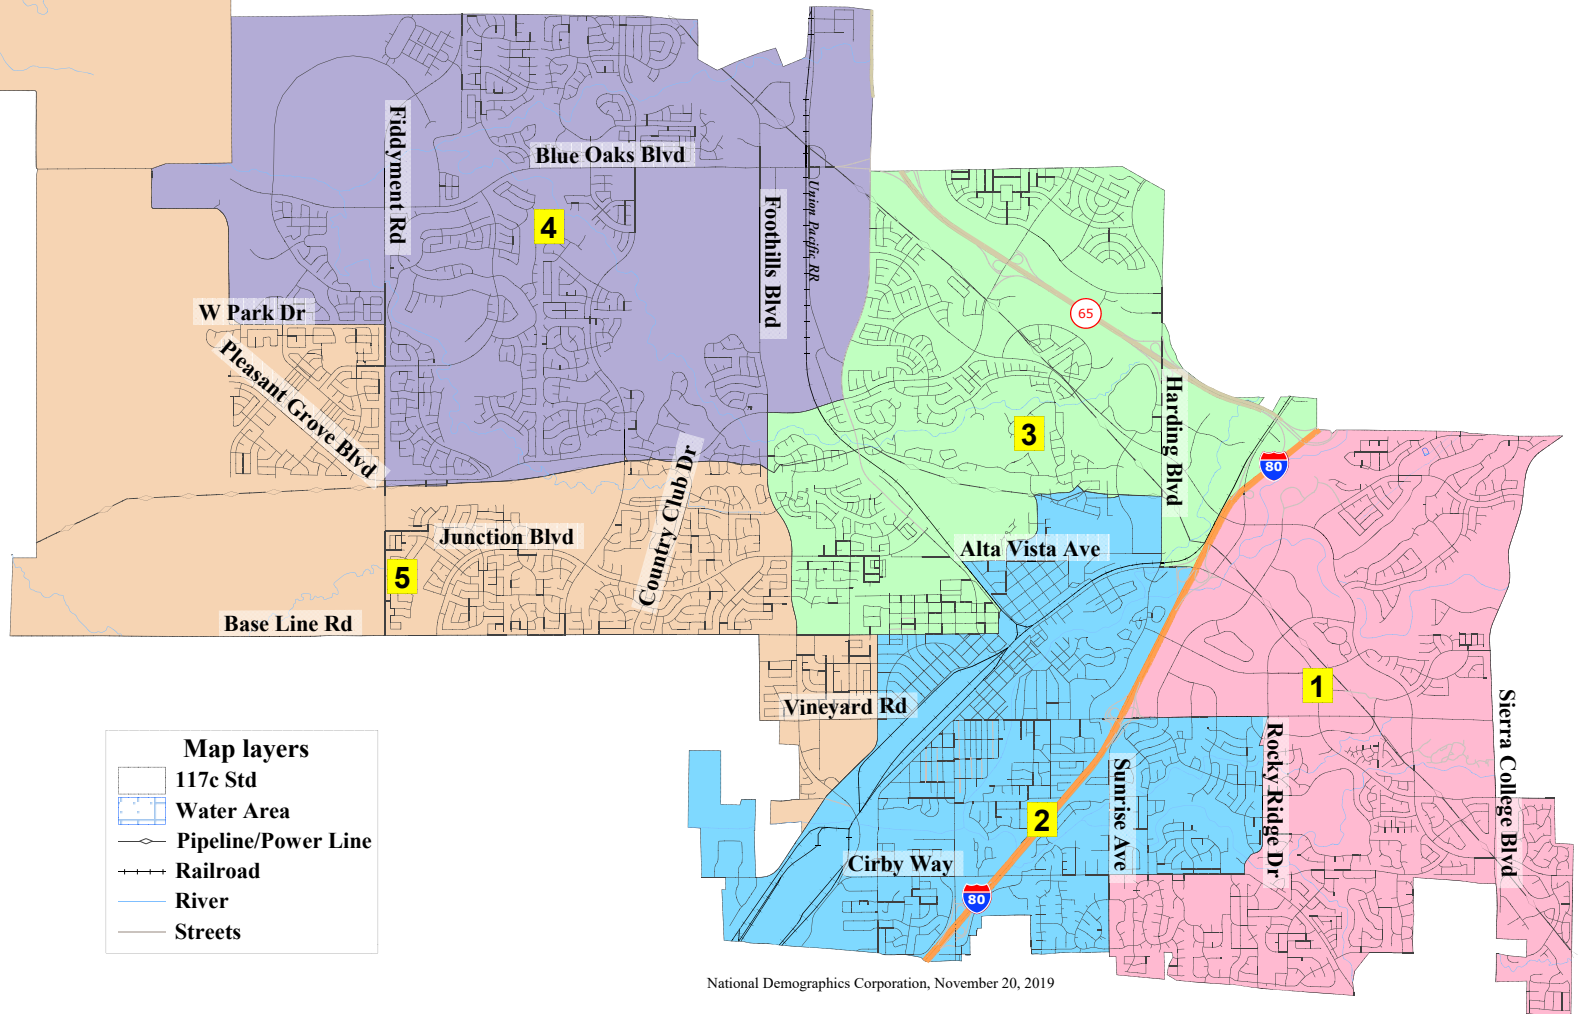 Fiddyment Rd
Blue Oaks Blvd
4
Foothills Blvd
Union Pacific RR
W Park Dr
Pleasant Grove Blvd
65
Harding Blvd
3
80
Country Club Dr
Junction Blvd
Alta Vista Ave
5
Base Line Rd
1
Vineyard Rd
Sierra College Blvd
Rocky Ridge Dr
Sunrise Ave
2
Cirby Way
80
Map layers
117c Std
Water Area
Pipeline/Power Line
Railroad
River
Streets
National Demographics Corporation, November 20, 2019